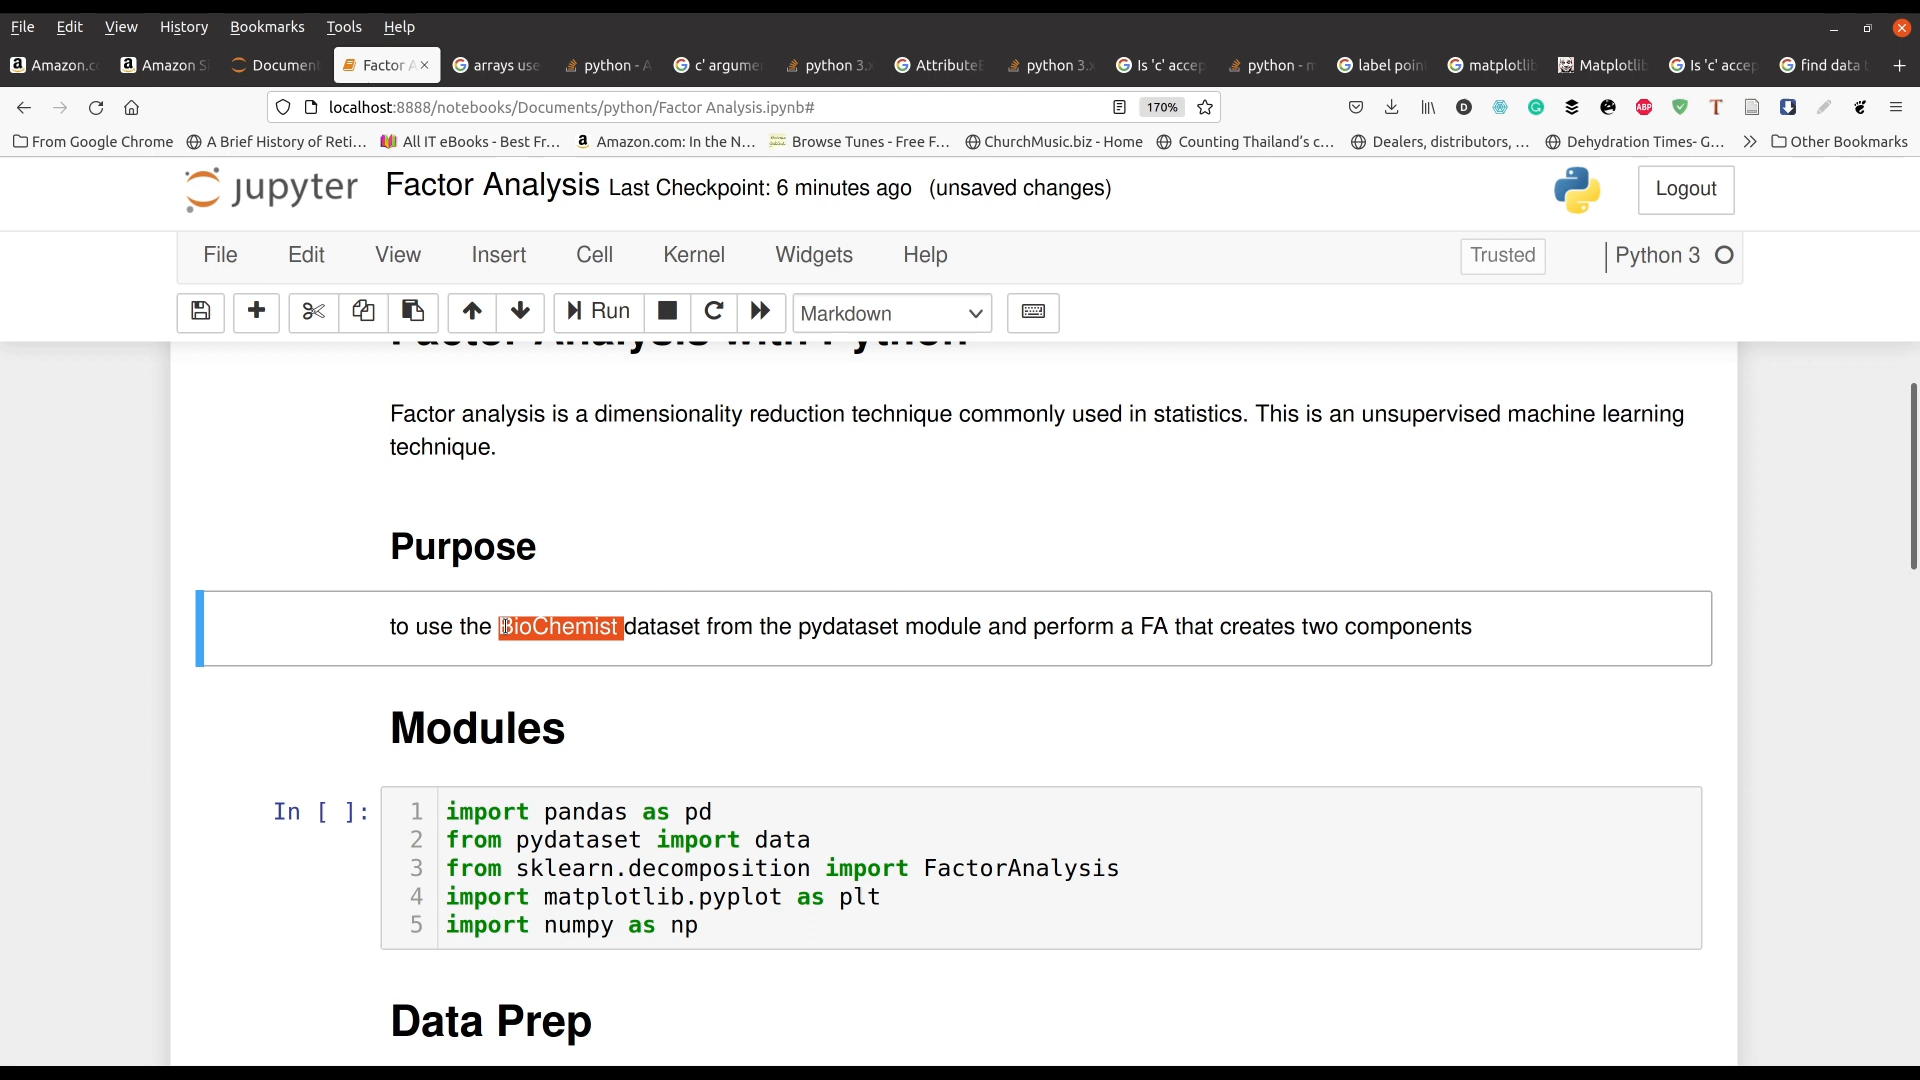 File Edit View History Bookmarks Tools Help
Amazon.c Amazon S Document Factor A arrays use python - A c' argume python 3.x Attribute python 3.x Is 'c' accep python - m label poin matplotlib Matplotlib Is 'c' accep find data
localhost:8888/notebooks/Documents/python/Factor Analysis.ipynb# 170%
From Google Chrome A Brief History of Reti... All IT eBooks - Best Fr... Amazon.com: In the N... Browse Tunes - Free F... ChurchMusic.biz - Home Counting Thailand's c... Dealers, distributors, ... Dehydration Times- G... Other Bookmarks
jupyter Factor Analysis Last Checkpoint: 6 minutes ago (unsaved changes) Logout
File Edit View Insert Cell Kernel Widgets Help Trusted Python 3
Run Markdown
Factor Analysis with Python
Factor analysis is a dimensionality reduction technique commonly used in statistics. This is an unsupervised machine learning
technique.
Purpose
to use the BioChemist dataset from the pydataset module and perform a FA that creates two components
Modules
In [ ]: 1 import pandas as pd
2 from pydataset import data
3 from sklearn.decomposition import FactorAnalysis
4 import matplotlib.pyplot as plt
5 import numpy as np
Data Prep